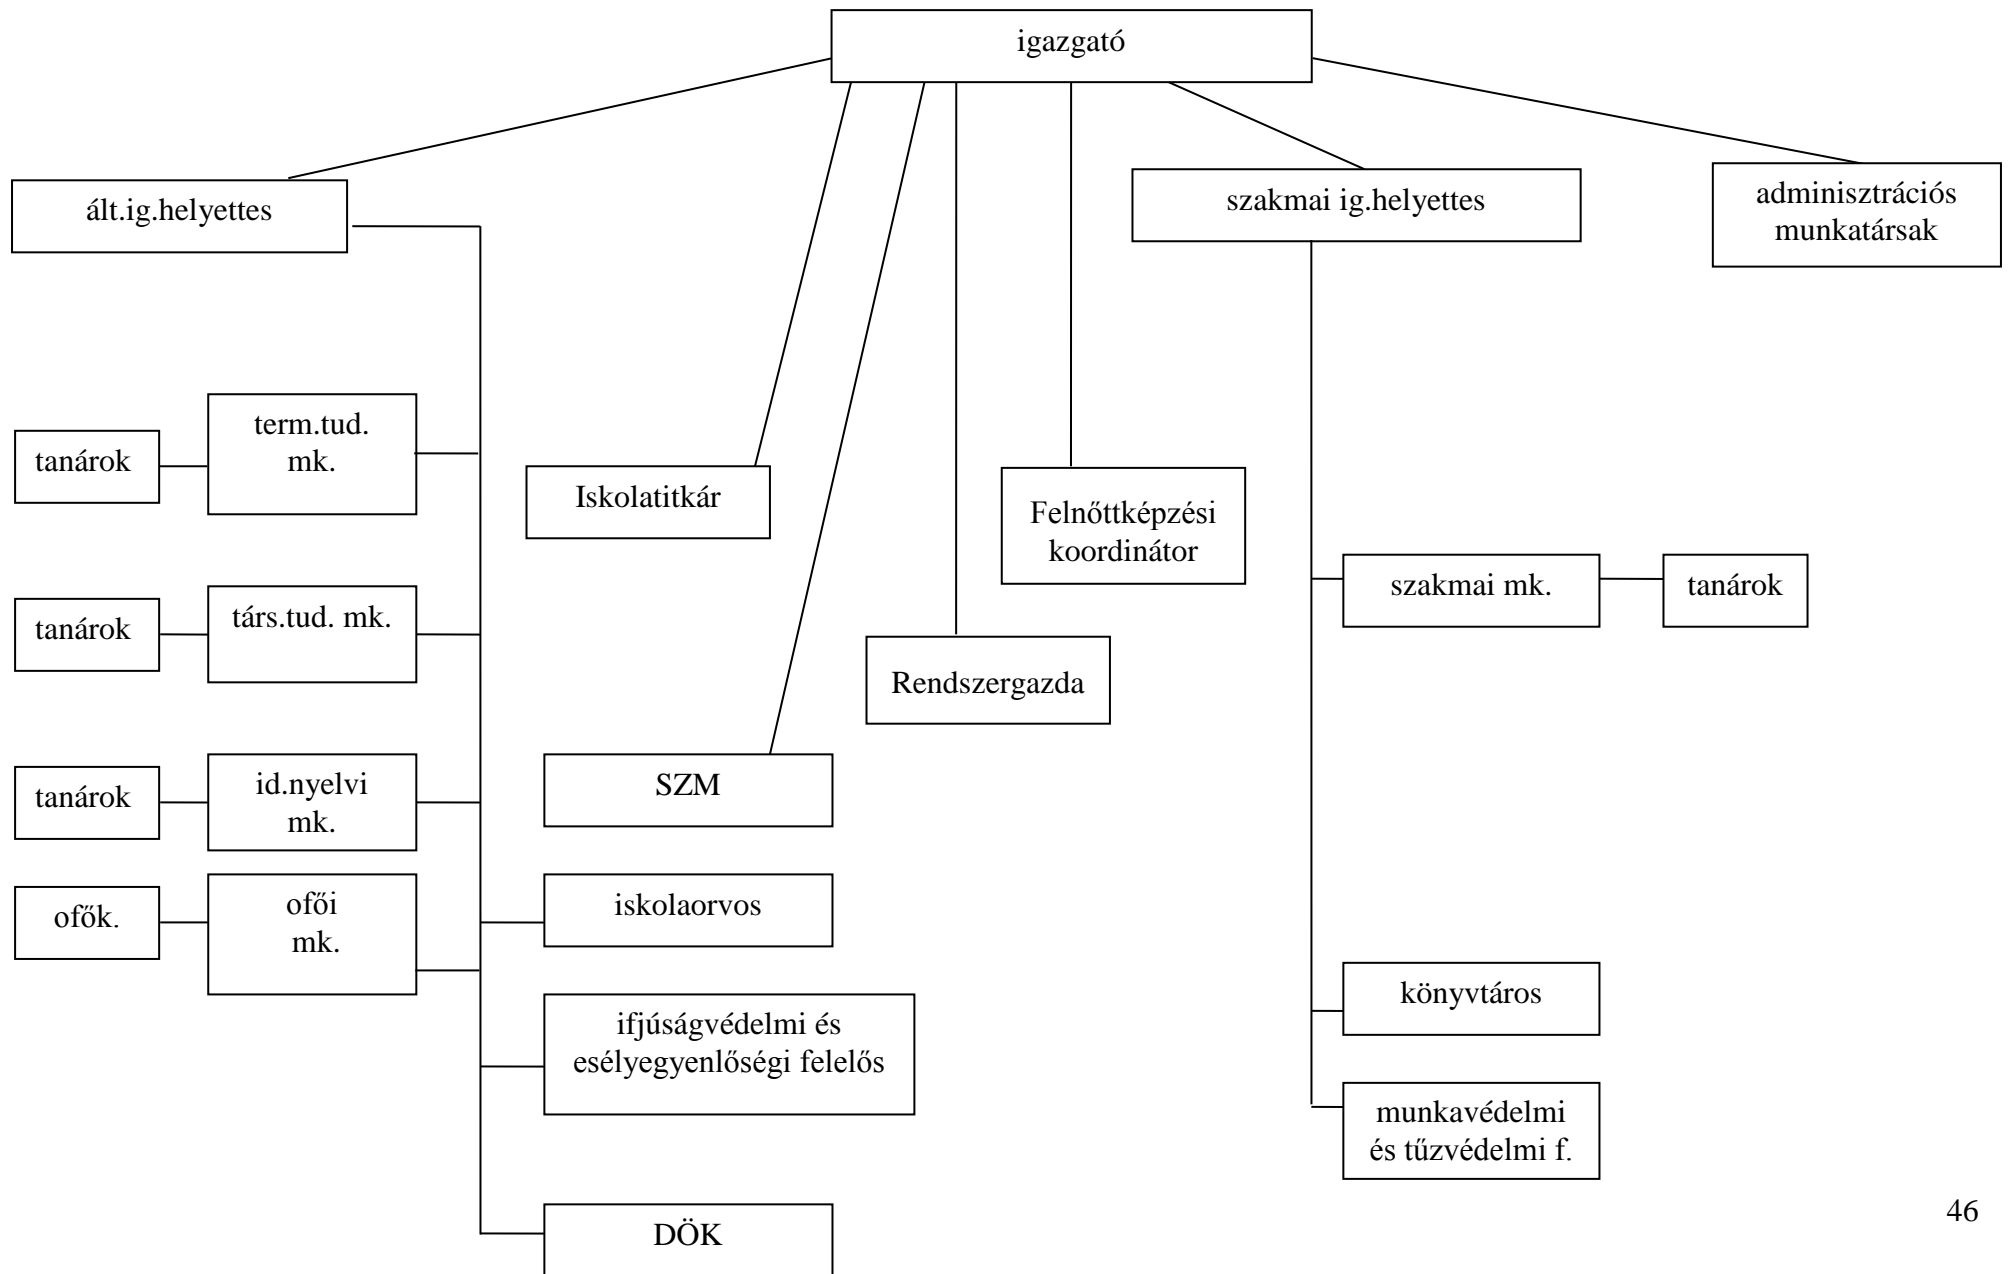 igazgató
ált.ig.helyettes
szakmai ig.helyettes
adminisztrációs
munkatársak
tanárok
term.tud.
mk.
Iskolatitkár
Felnőttképzési
koordinátor
szakmai mk.
tanárok
tanárok
társ.tud. mk.
Rendszergazda
tanárok
id.nyelvi
mk.
SZM
ofők.
ofői
mk.
iskolaorvos
könyvtáros
ifjúságvédelmi és
esélyegyenlőségi felelős
munkavédelmi
és tűzvédelmi f.
DÖK
46